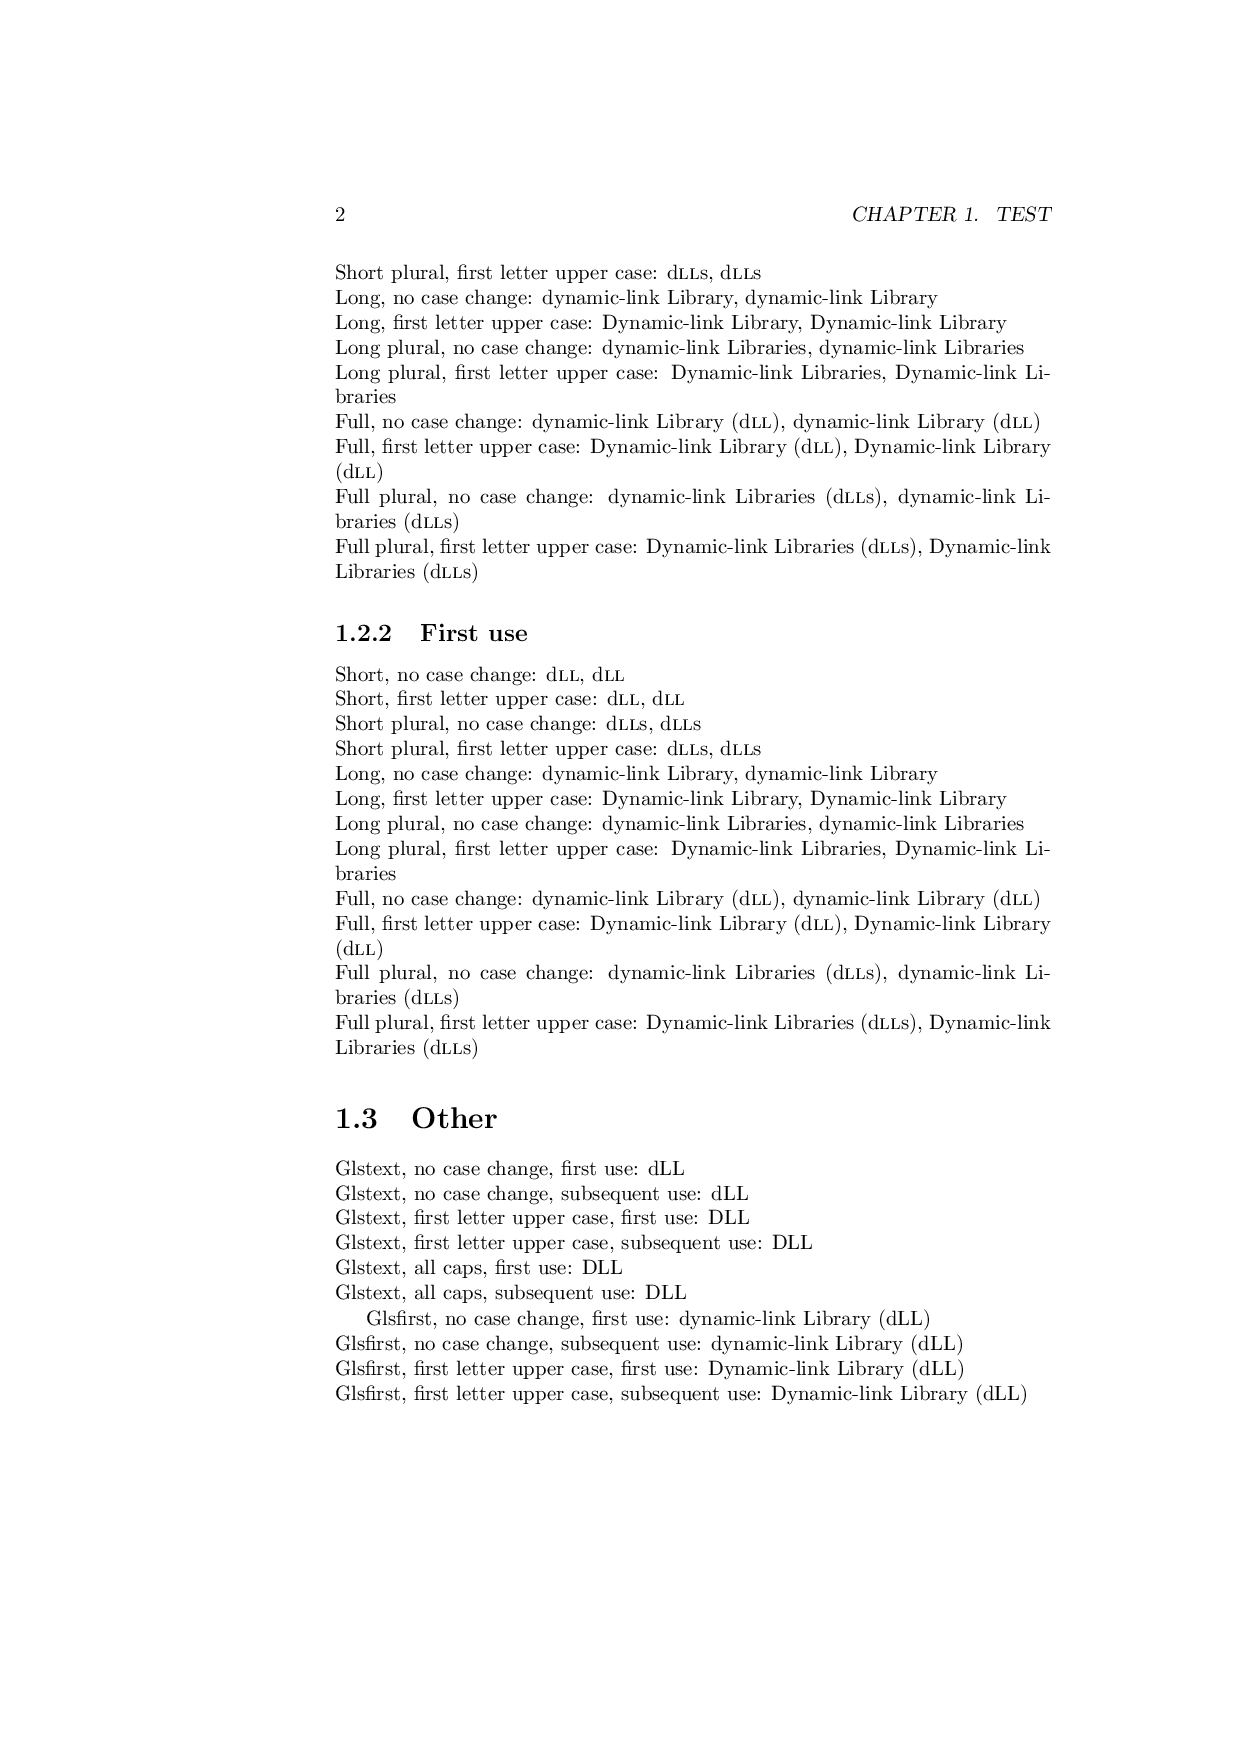 2 CHAPTER 1. TEST
Short plural, first letter upper case: dLLs, dLLs
Long, no case change: dynamic-link Library, dynamic-link Library
Long, first letter upper case: Dynamic-link Library, Dynamic-link Library
Long plural, no case change: dynamic-link Libraries, dynamic-link Libraries
Long plural, first letter upper case: Dynamic-link Libraries, Dynamic-link Li-
braries
Full, no case change: dynamic-link Library (dLL), dynamic-link Library (dLL)
Full, first letter upper case: Dynamic-link Library (dLL), Dynamic-link Library
(dLL)
Full plural, no case change: dynamic-link Libraries (dLLs), dynamic-link Li-
braries (dLLs)
Full plural, first letter upper case: Dynamic-link Libraries (dLLs), Dynamic-link
Libraries (dLLs)
1.2.2 First use
Short, no case change: dLL, dLL
Short, first letter upper case: dLL, dLL
Short plural, no case change: dLLs, dLLs
Short plural, first letter upper case: dLLs, dLLs
Long, no case change: dynamic-link Library, dynamic-link Library
Long, first letter upper case: Dynamic-link Library, Dynamic-link Library
Long plural, no case change: dynamic-link Libraries, dynamic-link Libraries
Long plural, first letter upper case: Dynamic-link Libraries, Dynamic-link Li-
braries
Full, no case change: dynamic-link Library (dLL), dynamic-link Library (dLL)
Full, first letter upper case: Dynamic-link Library (dLL), Dynamic-link Library
(dLL)
Full plural, no case change: dynamic-link Libraries (dLLs), dynamic-link Li-
braries (dLLs)
Full plural, first letter upper case: Dynamic-link Libraries (dLLs), Dynamic-link
Libraries (dLLs)
1.3 Other
Glstext, no case change, first use: dLL
Glstext, no case change, subsequent use: dLL
Glstext, first letter upper case, first use: DLL
Glstext, first letter upper case, subsequent use: DLL
Glstext, all caps, first use: DLL
Glstext, all caps, subsequent use: DLL
Glsfirst, no case change, first use: dynamic-link Library (dLL)
Glsfirst, no case change, subsequent use: dynamic-link Library (dLL)
Glsfirst, first letter upper case, first use: Dynamic-link Library (dLL)
Glsfirst, first letter upper case, subsequent use: Dynamic-link Library (dLL)